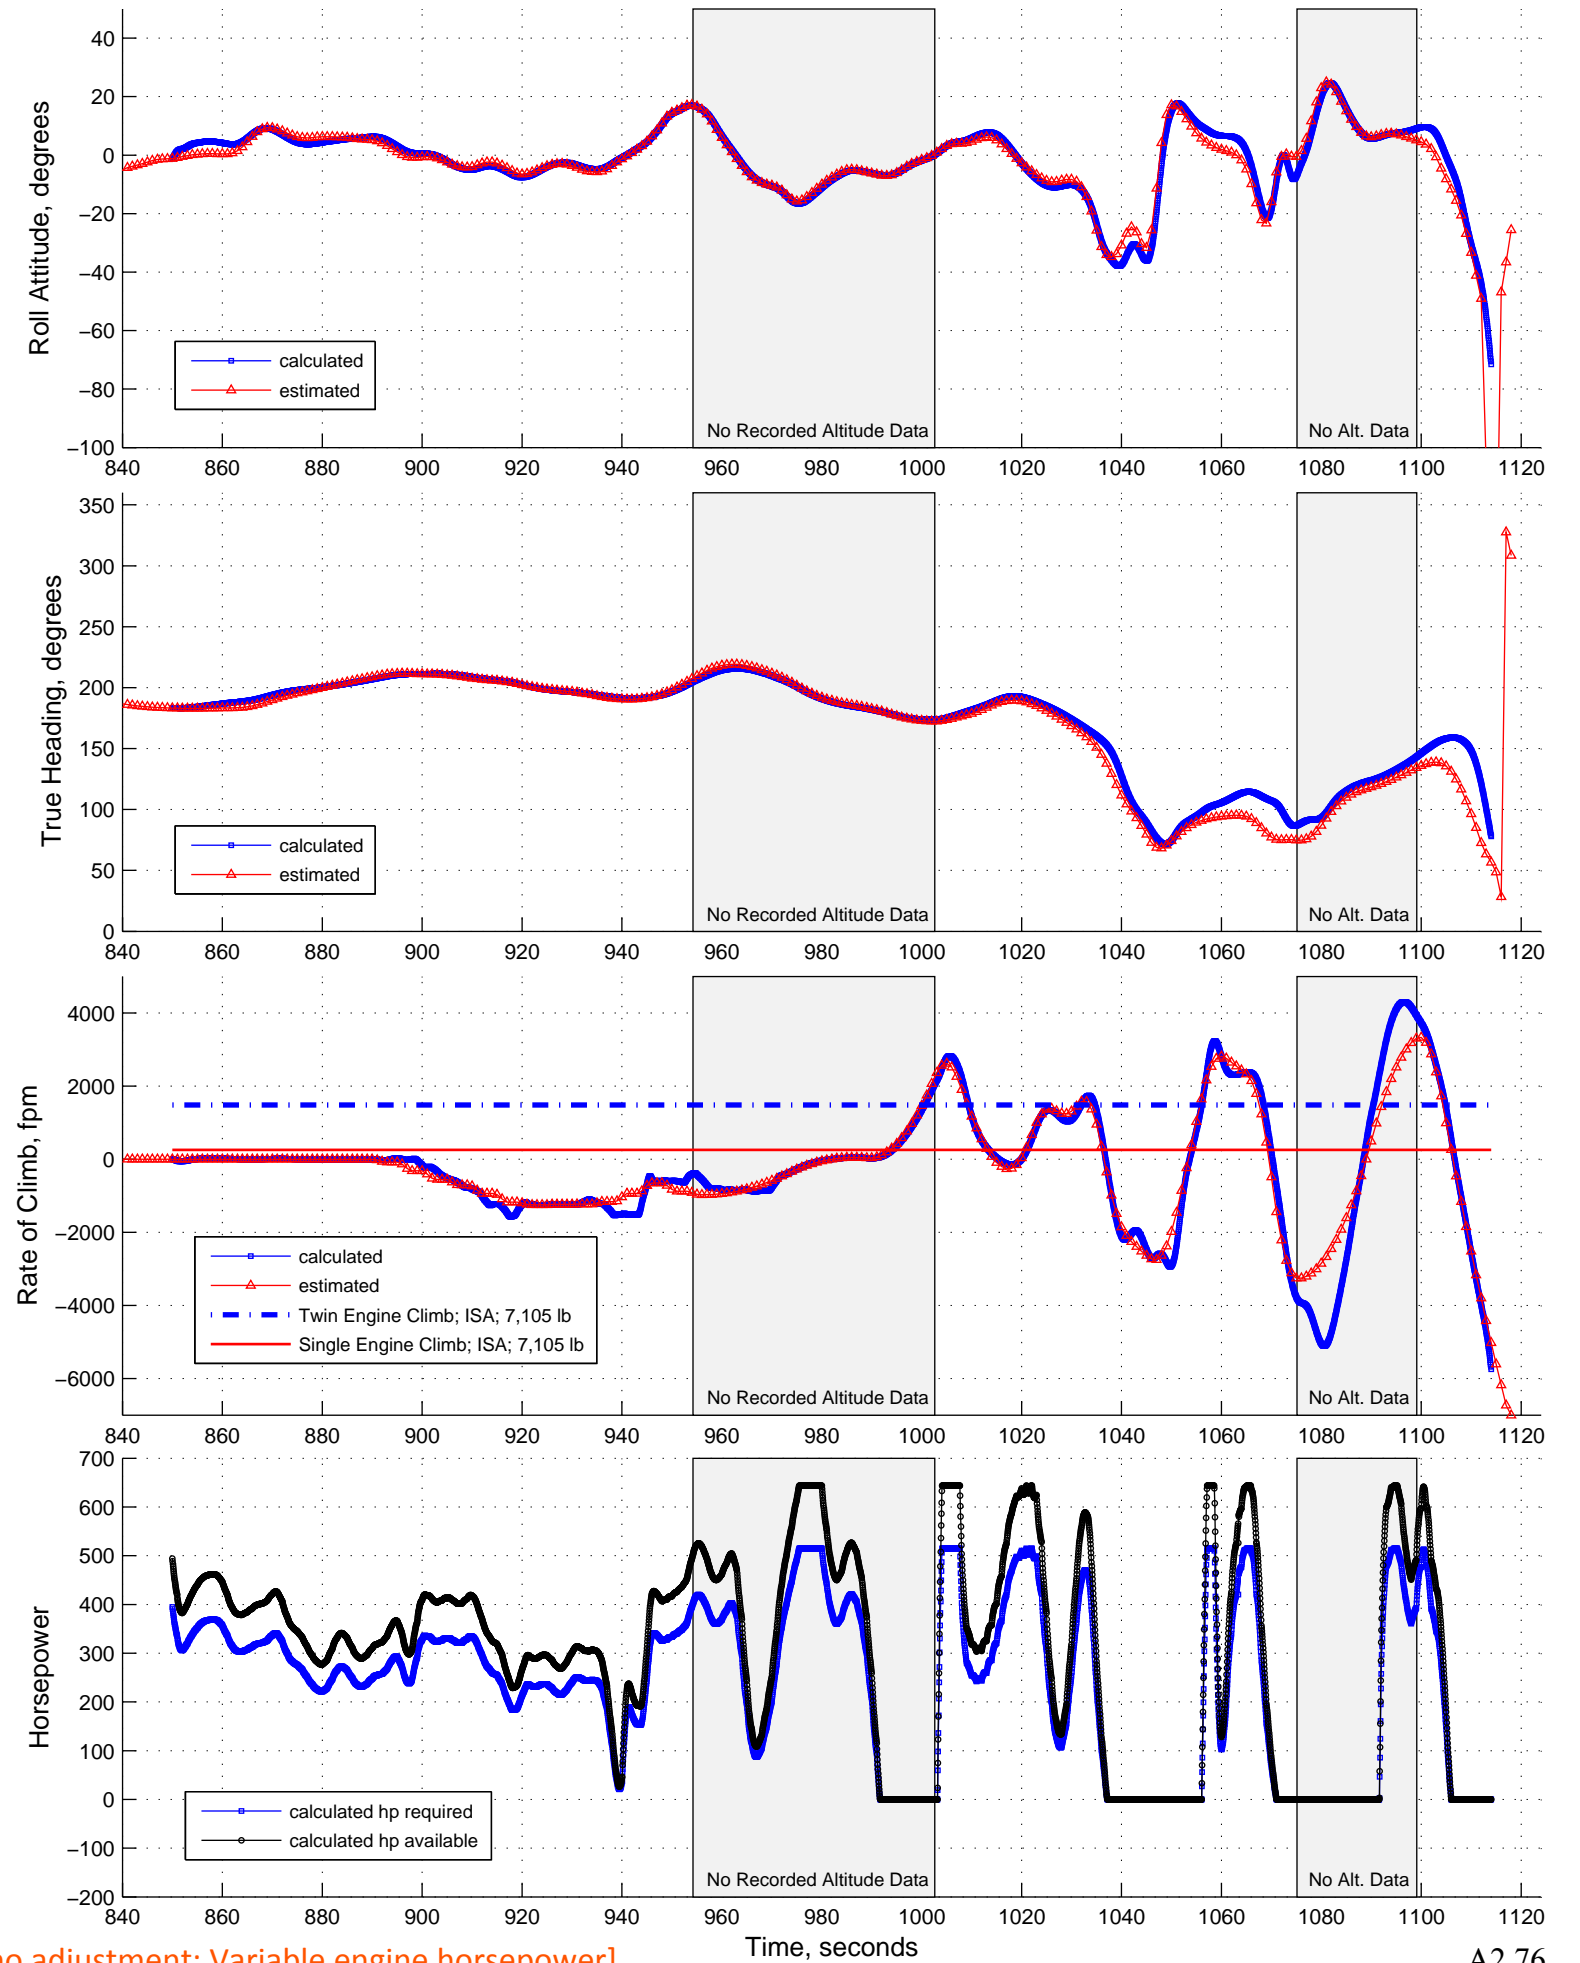 40
20
0
−20
−40
−60
−80
−100
Roll Attitude, degrees
calculated
estimated
No Recorded Altitude Data
No Alt. Data
840 860 880 900 920 940 960 980 1000 1020 1040 1060 1080 1100 1120
350
300
250
200
150
100
50
0
True Heading, degrees
calculated
estimated
No Recorded Altitude Data
No Alt. Data
840 860 880 900 920 940 960 980 1000 1020 1040 1060 1080 1100 1120
4000
2000
0
−2000
−4000
−6000
Rate of Climb, fpm
calculated
estimated
Twin Engine Climb; ISA; 7,105 lb
Single Engine Climb; ISA; 7,105 lb
No Recorded Altitude Data
No Alt. Data
840 860 880 900 920 940 960 980 1000 1020 1040 1060 1080 1100 1120
700
600
500
400
300
200
100
0
−100
−200
Horsepower
calculated hp required
calculated hp available
No Recorded Altitude Data
No Alt. Data
840 860 880 900 920 940 960 980 1000 1020 1040 1060 1080 1100 1120
Time, seconds
adjustment; Variable engine horsepower]
A2.76